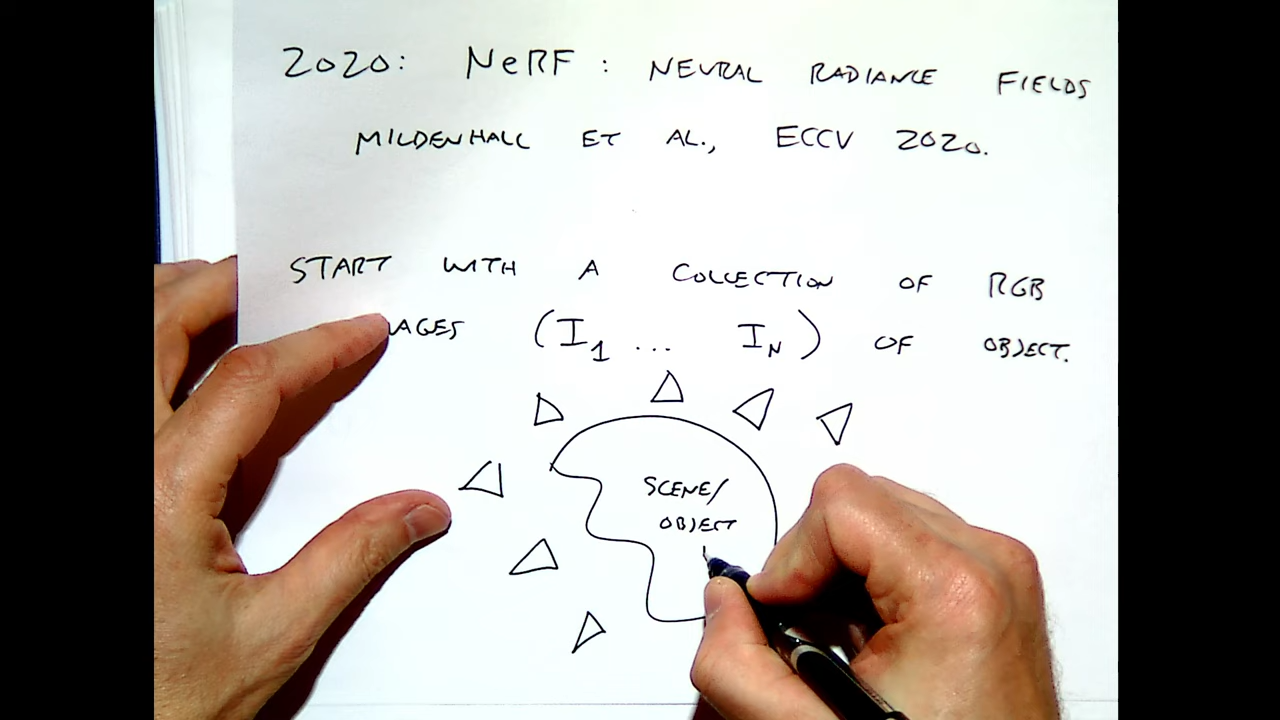 2020: NeRF: NEURAL RADIANCE FIELDS
MILDENHALL ET AL., ECCV 2020.
START WITH A COLLECTION OF RGB
AGES (I₁ ... I_N) OF OBJECT.
SCENE/
OBJECT